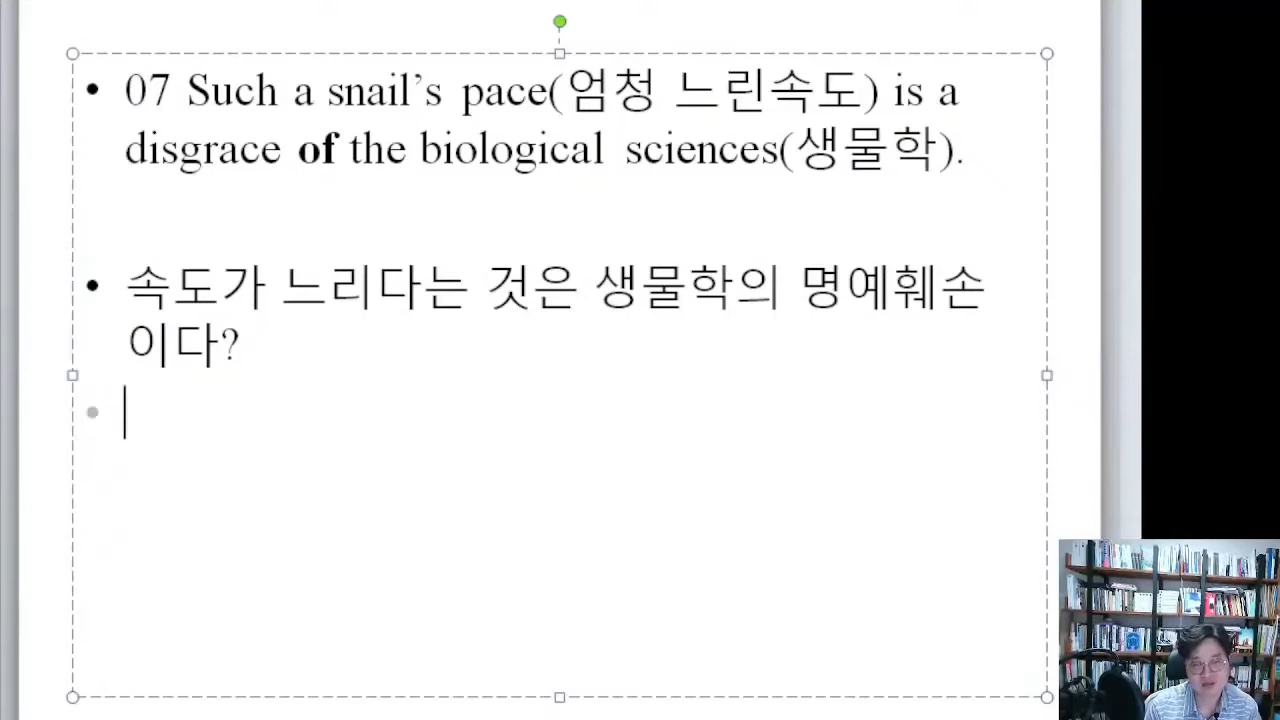 • 07 Such a snail’s pace(엄청 느린속도) is a
disgrace of the biological sciences(생물학).
• 속도가 느리다는 것은 생물학의 명예훼손
이다?